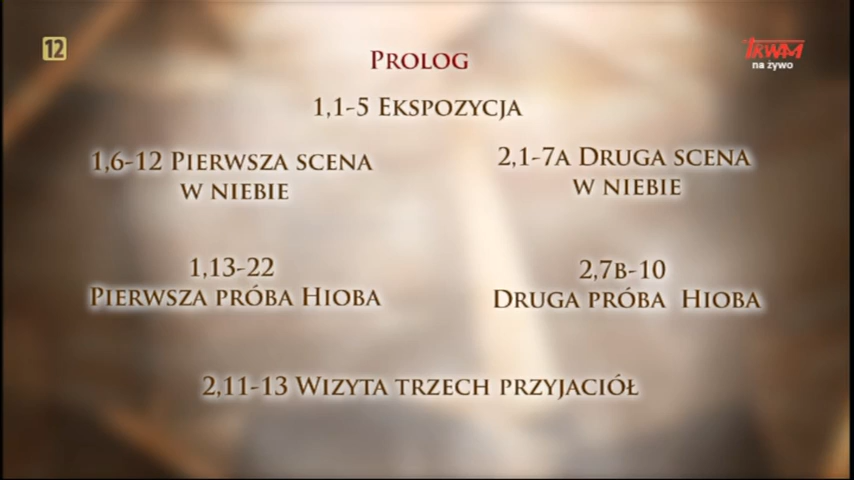 12
TRWAM
na żywo
Prolog
1,1-5 Ekspozycja
1,6-12 Pierwsza scena
w niebie
2,1-7a Druga scena
w niebie
1,13-22
Pierwsza próba Hioba
2,7b-10
Druga próba Hioba
2,11-13 Wizyta trzech przyjaciół